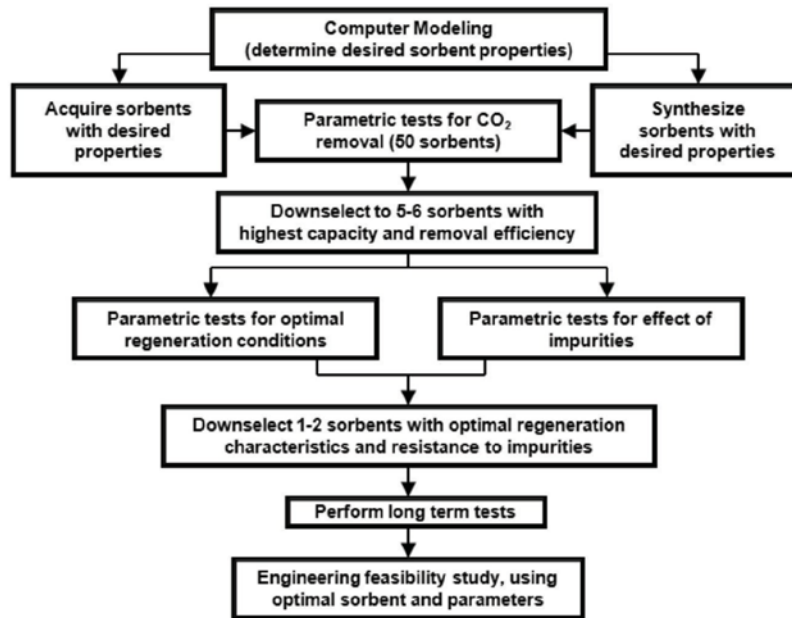 Computer Modeling
(determine desired sorbent properties)
Acquire sorbents
with desired
properties
Parametric tests for CO₂
removal (50 sorbents)
Synthesize
sorbents with
desired properties
Downselect to 5-6 sorbents with
highest capacity and removal efficiency
Parametric tests for optimal
regeneration conditions
Parametric tests for effect of
impurities
Downselect 1-2 sorbents with optimal regeneration
characteristics and resistance to impurities
Perform long term tests
Engineering feasibility study, using
optimal sorbent and parameters